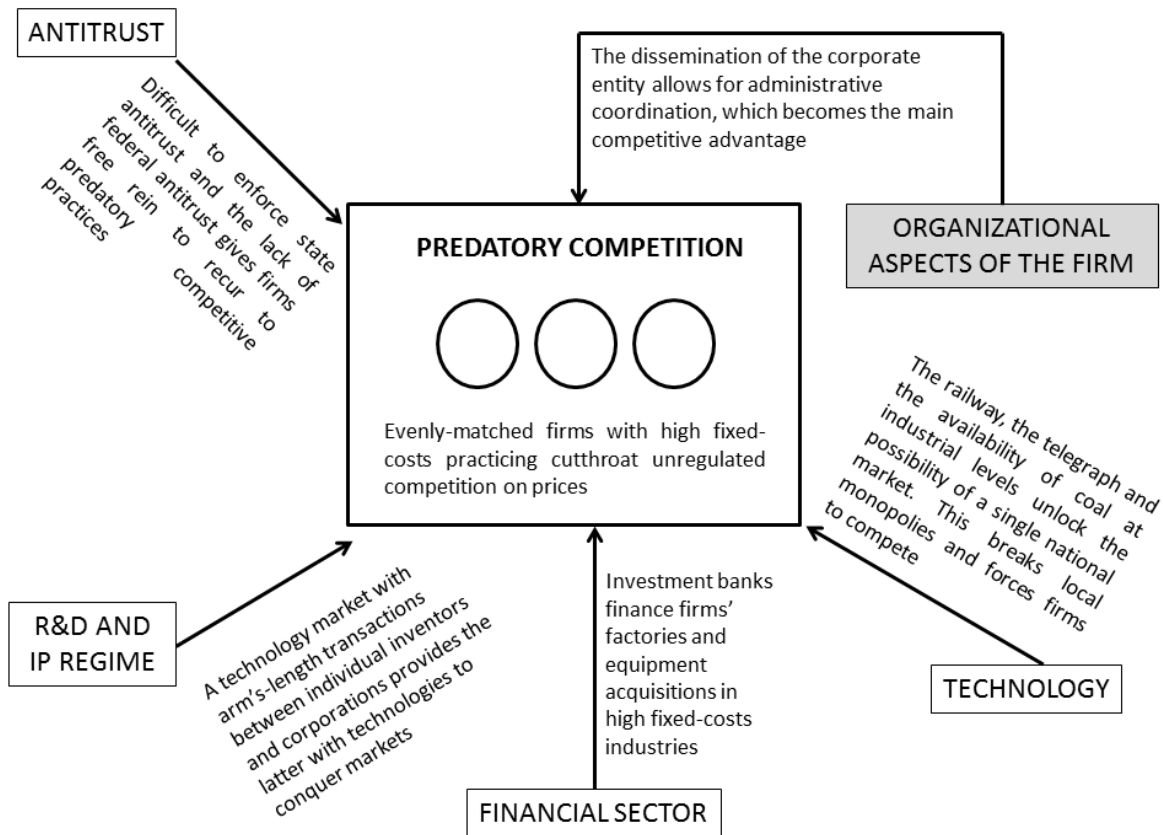 ANTITRUST
Difficult to enforce state
antitrust and the lack of
federal antitrust gives firms
free rein to recur to
predatory competitive
practices
The dissemination of the corporate
entity allows for administrative
coordination, which becomes the main
competitive advantage
ORGANIZATIONAL
ASPECTS OF THE FIRM
PREDATORY COMPETITION
Evenly-matched firms with high fixed-
costs practicing cutthroat unregulated
competition on prices
The railway, the telegraph and
the availability of coal at
industrial levels unlock the
possibility of a single national
market. This breaks local
monopolies and forces firms
to compete
R&D AND
IP REGIME
A technology market with
arm's-length transactions
between individual inventors
and corporations provides the
latter with technologies to
conquer markets
Investment banks
finance firms’
factories and
equipment
acquisitions in
high fixed-costs
industries
TECHNOLOGY
FINANCIAL SECTOR